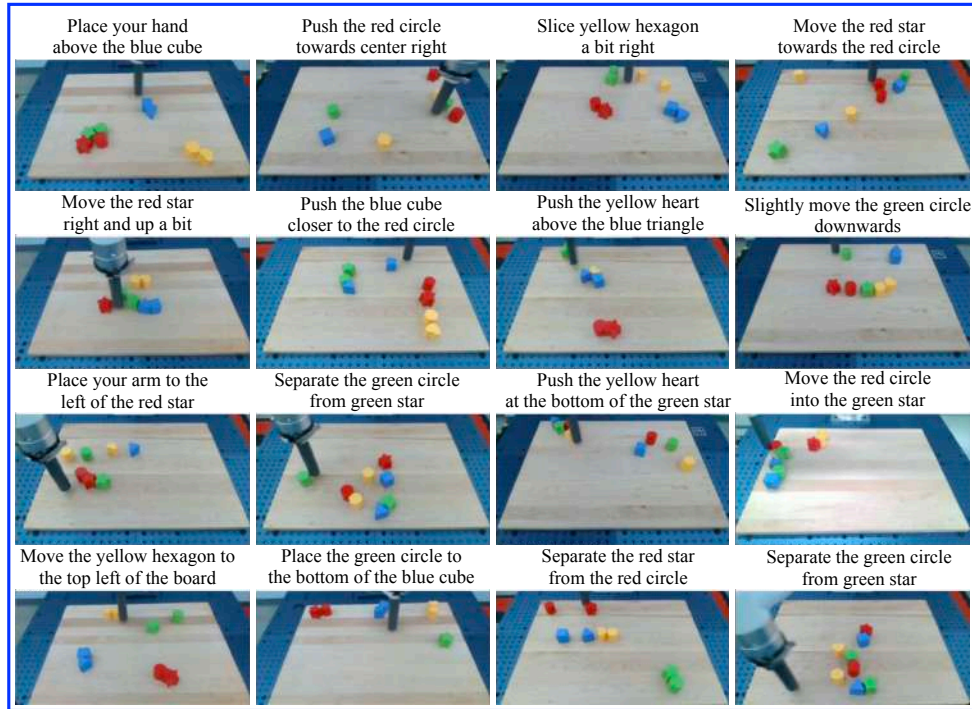 Place your hand
above the blue cube
Push the red circle
towards center right
Slice yellow hexagon
a bit right
Move the red star
towards the red circle
Move the red star
right and up a bit
Push the blue cube
closer to the red circle
Push the yellow heart
above the blue triangle
Slightly move the green circle
downwards
Place your arm to the
left of the red star
Separate the green circle
from green star
Push the yellow heart
at the bottom of the green star
Move the red circle
into the green star
Move the yellow hexagon to
the top left of the board
Place the green circle to
the bottom of the blue cube
Separate the red star
from the red circle
Separate the green circle
from green star